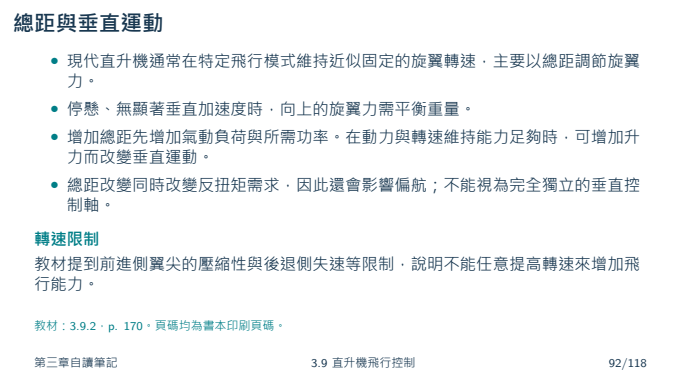 總距與垂直運動
• 現代直升機通常在特定飛行模式維持近似固定的旋翼轉速，主要以總距調節旋翼
力。
• 停懸、無顯著垂直加速度時，向上的旋翼力需平衡重量。
• 增加總距先增加氣動負荷與所需功率。在動力與轉速維持能力足夠時，可增加升
力而改變垂直運動。
• 總距改變同時改變反扭矩需求，因此還會影響偏航；不能視為完全獨立的垂直控
制軸。
轉速限制
教材提到前進側翼尖的壓縮性與後退側失速等限制，說明不能任意提高轉速來增加飛
行能力。
教材：3.9.2，p. 170。頁碼均為書本印刷頁碼。
第三章自讀筆記
3.9 直升機飛行控制
92/118